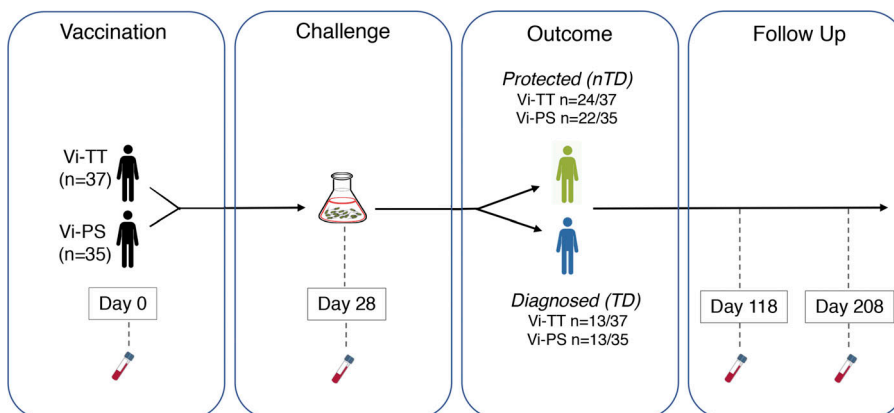 Vaccination
Vi-TT
(n=37)
Vi-PS
(n=35)
Day 0
Challenge
Day 28
Outcome
Protected (nTD)
Vi-TT n=24/37
Vi-PS n=22/35
Diagnosed (TD)
Vi-TT n=13/37
Vi-PS n=13/35
Follow Up
Day 118
Day 208